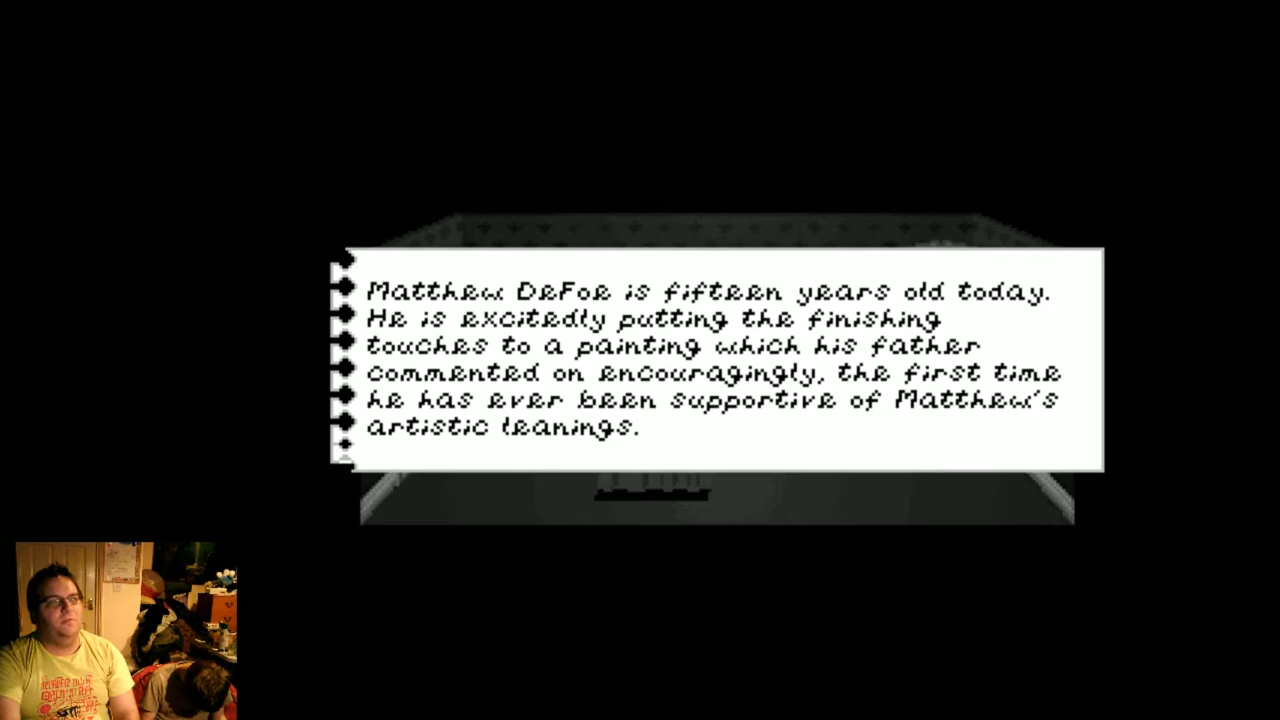 Matthew DeFoe is fifteen years old today.
He is excitedly putting the finishing
touches to a painting which his father
commented on encouragingly, the first time
he has ever been supportive of Matthew's
artistic leanings.